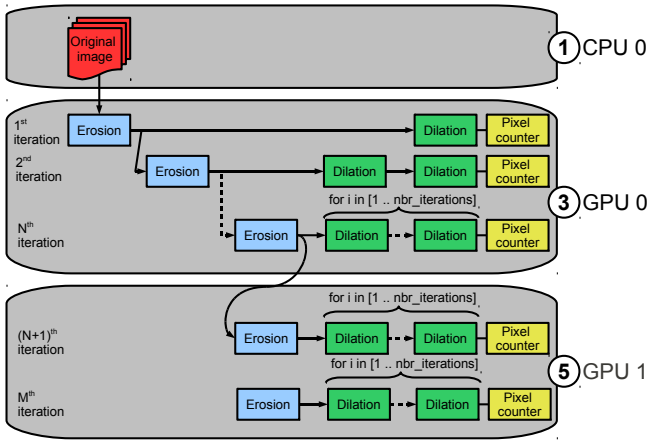 Original
image
1 CPU 0
1st
iteration
Erosion
Dilation
Pixel
counter
2nd
iteration
Erosion
Dilation
Dilation
Pixel
counter
for i in [1 .. nbr_iterations]
3 GPU 0
Nth
iteration
Erosion
Dilation
Dilation
Pixel
counter
for i in [1 .. nbr_iterations]
(N+1)th
iteration
Erosion
Dilation
Dilation
Pixel
counter
for i in [1 .. nbr_iterations]
5 GPU 1
Mth
iteration
Erosion
Dilation
Dilation
Pixel
counter